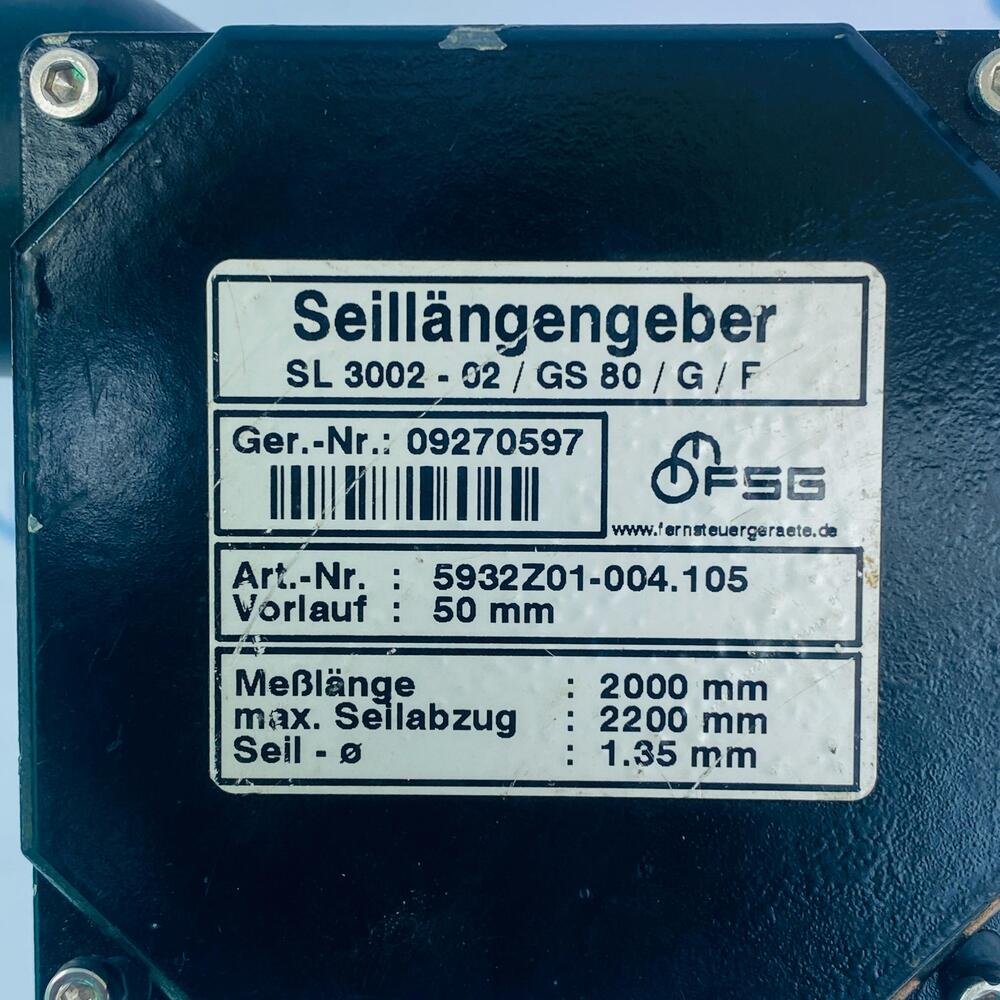 Seillängengeber
SL 3002 - 02 / GS 80 / G / F
Ger.-Nr.: 09270597
FSG
www.fernsteuergeraete.de
Art.-Nr. : 5932Z01-004.105
Vorlauf : 50 mm
Meßlänge : 2000 mm
max. Seilabzug : 2200 mm
Seil - ø : 1.35 mm